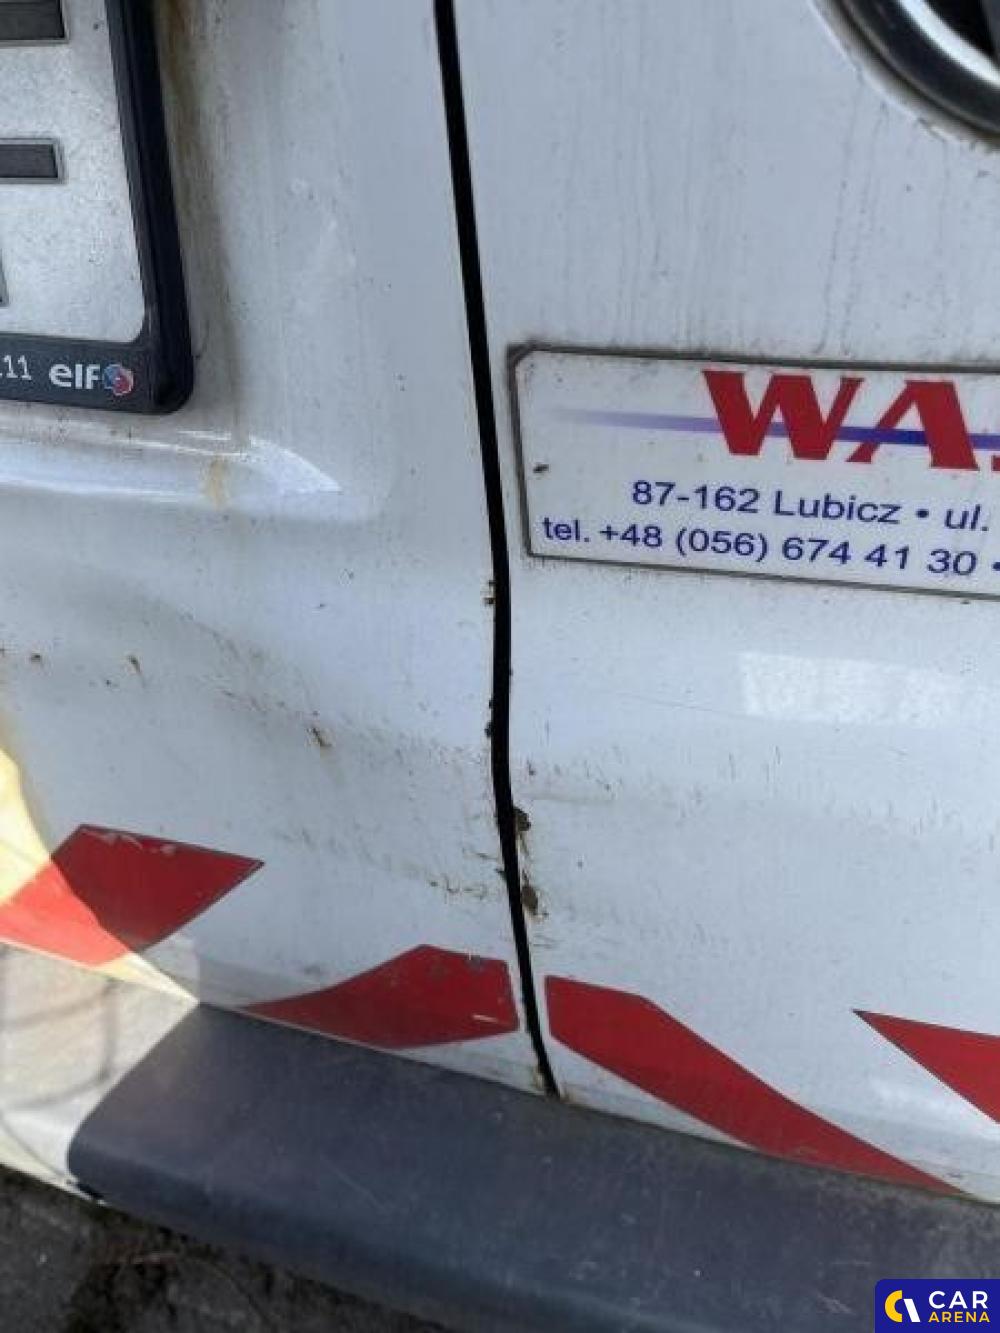 11 elf
WA
87-162 Lubicz • ul.
tel. +48 (056) 674 41 30 •
CAR
ARENA